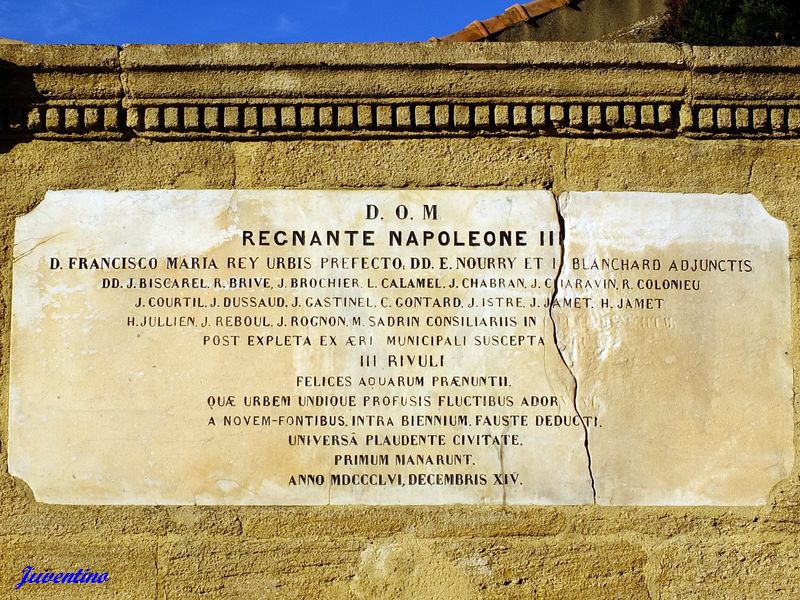 D. O. M
REGNANTE NAPOLEONE III
D. FRANCISCO MARIA REY URBIS PREFECTO; DD. E. NOURRY ET I. BLANCHARD ADJUNCTIS
DD. J. BISCAREL, R. BRIVE, J. BROCHIER, L. CALAMEL, J. CHABRAN, J. CHARAVIN, R. COLONIEU
J. COURTIL, J. DUSSAUD, J. GASTINEL, C. GONTARD, J. ISTRE, J. JAMET, H. JAMET
H. JULLIEN, J. REBOUL, J. ROGNON, M. SADRIN CONSILIARIIS IN
POST EXPLETA EX ÆRI MUNICIPALI SUSCEPTA
III RIVULI
FELICES AQUARUM PRÆNUNTII.
QUÆ URBEM UNDIQUE PROFUSIS FLUCTIBUS
A NOVEM-FONTIBUS, INTRA BIENNIUM, FAUSTE DEDUCTI.
UNIVERSÂ PLAUDENTE CIVITATE.
PRIMUM MANARUNT.
ANNO MDCCCLVI, DECEMBRIS XIV.
Juventino